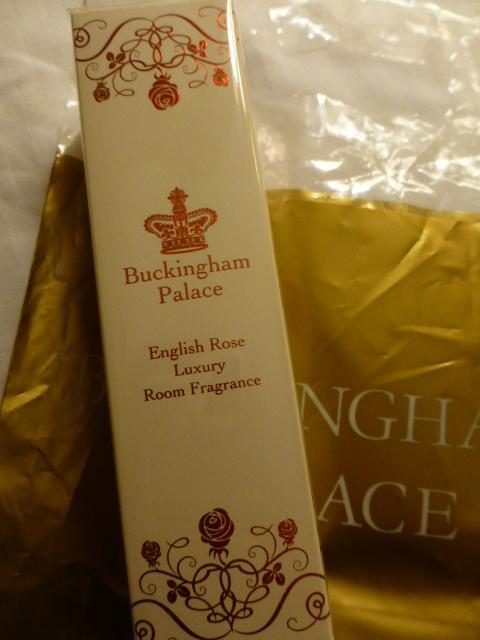 Buckingham
Palace
English Rose
Luxury
Room Fragrance
B NGHA
ACE